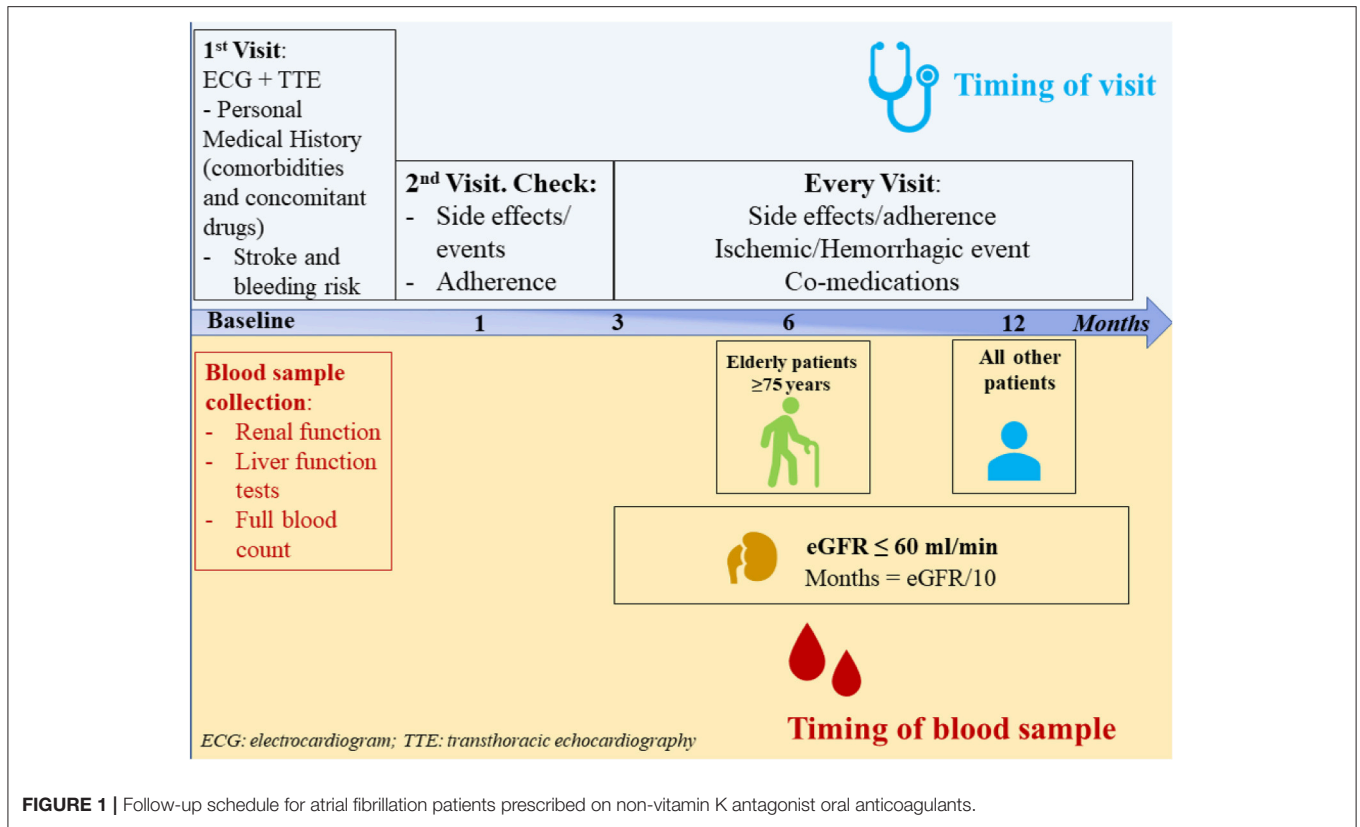 1st Visit:
ECG + TTE
- Personal
Medical History
(comorbidities
and concomitant
drugs)
- Stroke and
bleeding risk
Timing of visit
2nd Visit. Check:
- Side effects/
events
- Adherence
Every Visit:
Side effects/adherence
Ischemic/Hemorrhagic event
Co-medications
Baseline 1 3 6 12 Months
Blood sample
collection:
- Renal function
- Liver function
tests
- Full blood
count
Elderly patients
≥75 years
All other
patients
eGFR ≤ 60 ml/min
Months = eGFR/10
Timing of blood sample
ECG: electrocardiogram; TTE: transthoracic echocardiography
FIGURE 1 | Follow-up schedule for atrial fibrillation patients prescribed on non-vitamin K antagonist oral anticoagulants.